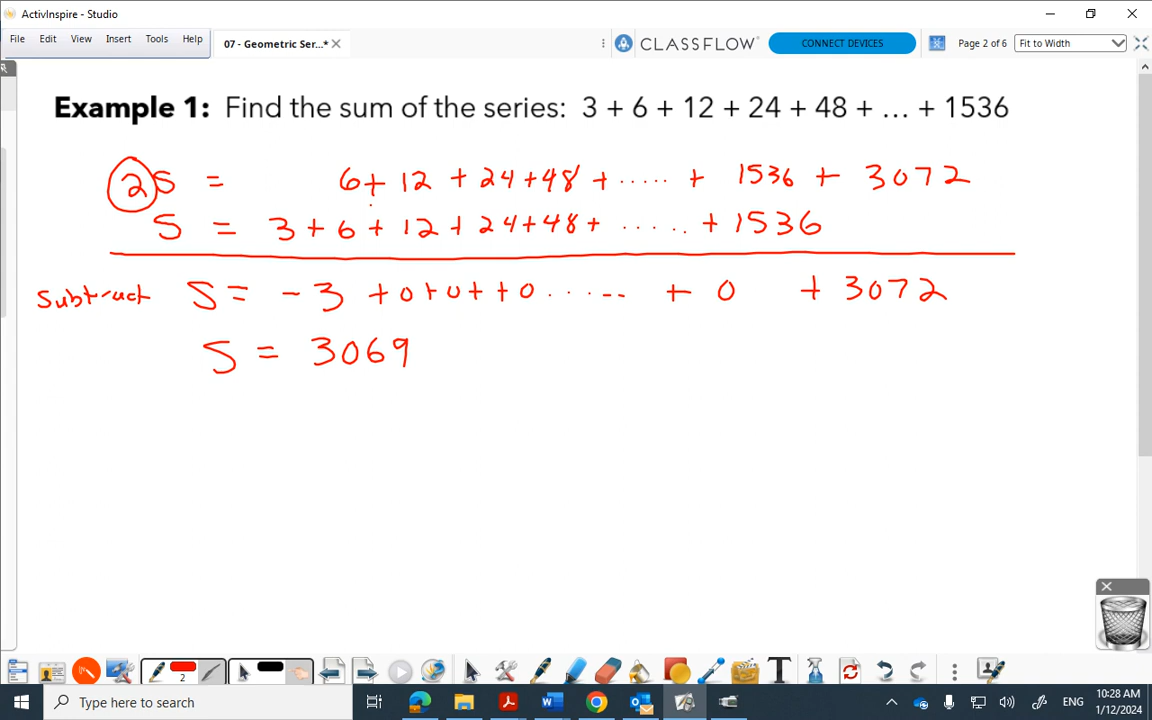 ActivInspire - Studio
File Edit View Insert Tools Help
07 - Geometric Ser...*
CLASSFLOW
CONNECT DEVICES
Page 2 of 6
Fit to Width
Example 1: Find the sum of the series: 3 + 6 + 12 + 24 + 48 + … + 1536
2S = 6 + 12 + 24 + 48 + ..... + 1536 + 3072
S = 3 + 6 + 12 + 24 + 48 + ...... + 1536
Subtract S = - 3 + 0 + 0 + + 0 ....-- + 0 + 3072
S = 3069
2
T
Type here to search
W
ENG
10:28 AM
1/12/2024